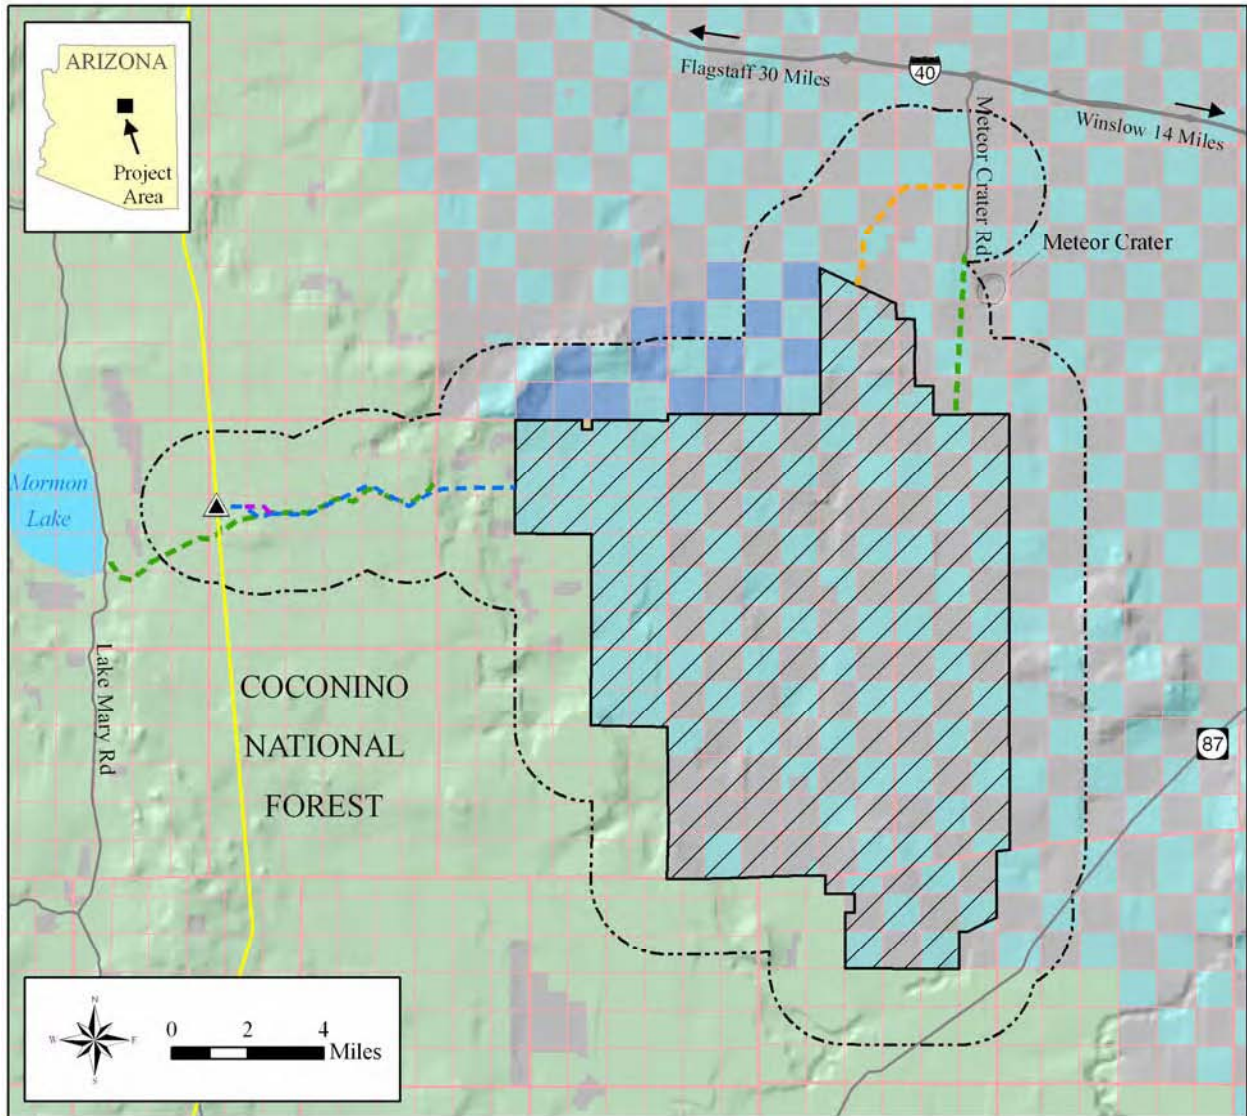 ARIZONA
Project
Area
Flagstaff 30 Miles
40
Winslow 14 Miles
Meteor Crater Rd
Meteor Crater
Mormon
Lake
Lake Mary Rd
COCONINO
NATIONAL
FOREST
87
N
W
E
S
0 2 4
Miles